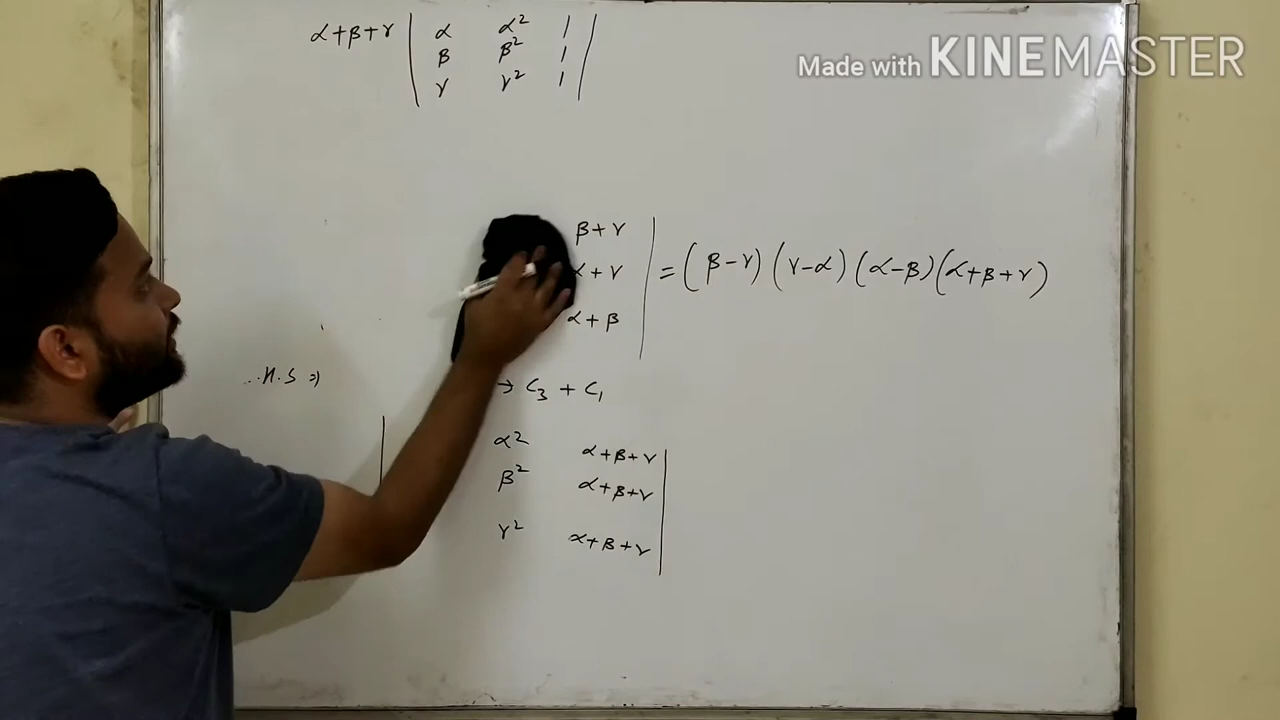 α+β+γ | α α² 1 |
β β² 1
γ γ² 1
Made with KINEMASTER
β+γ
α+γ | = (β-γ) (γ-α) (α-β) (α+β+γ)
α+β
..H.S ⇒
→ C₃ + C₁
α² α+β+γ
β² α+β+γ
γ² α+β+γ